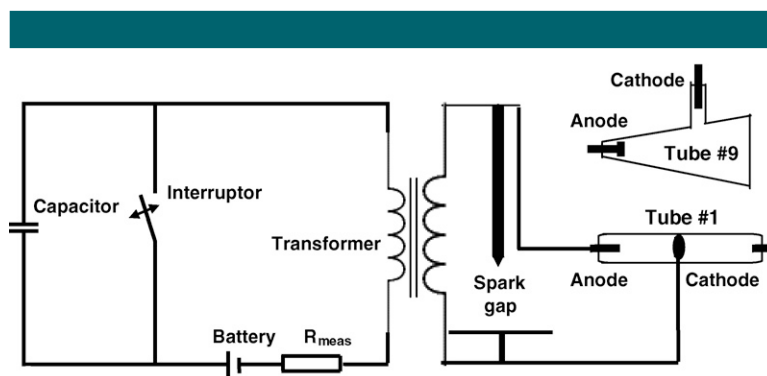 Cathode
Anode
Tube #9
Capacitor
Interruptor
Transformer
Tube #1
Spark
gap
Anode
Cathode
Battery
Rmeas